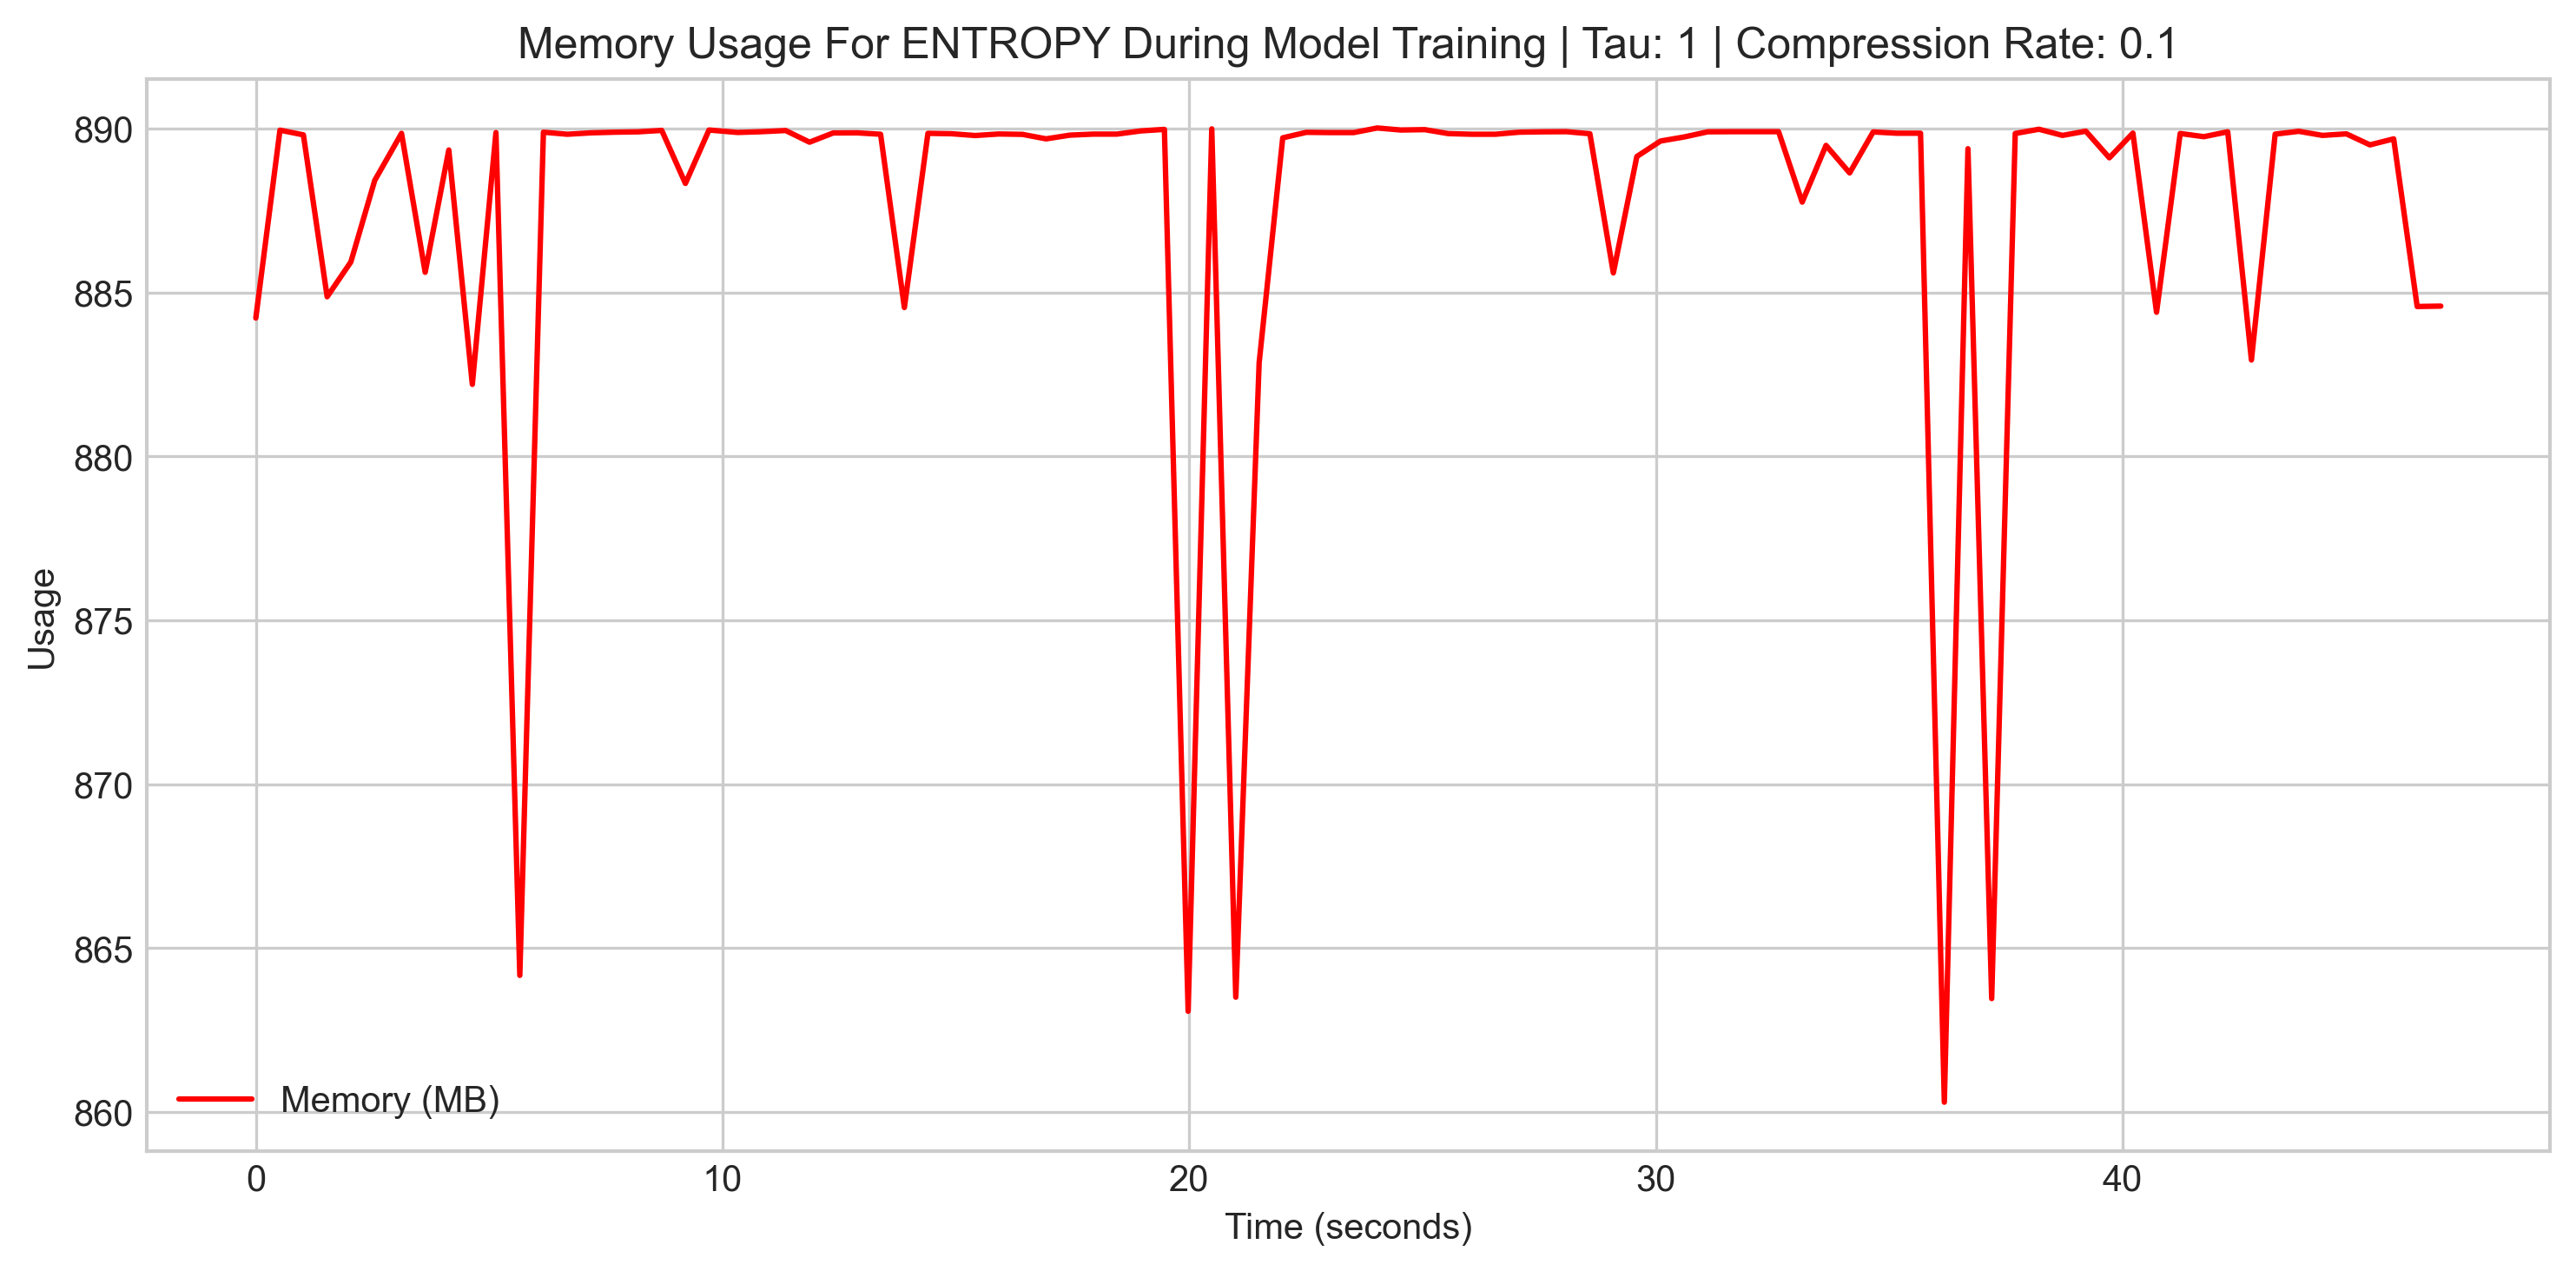 Memory Usage For ENTROPY During Model Training | Tau: 1 | Compression Rate: 0.1
890
885
880
875
870
865
860
Usage
Memory (MB)
0 10 20 30 40
Time (seconds)